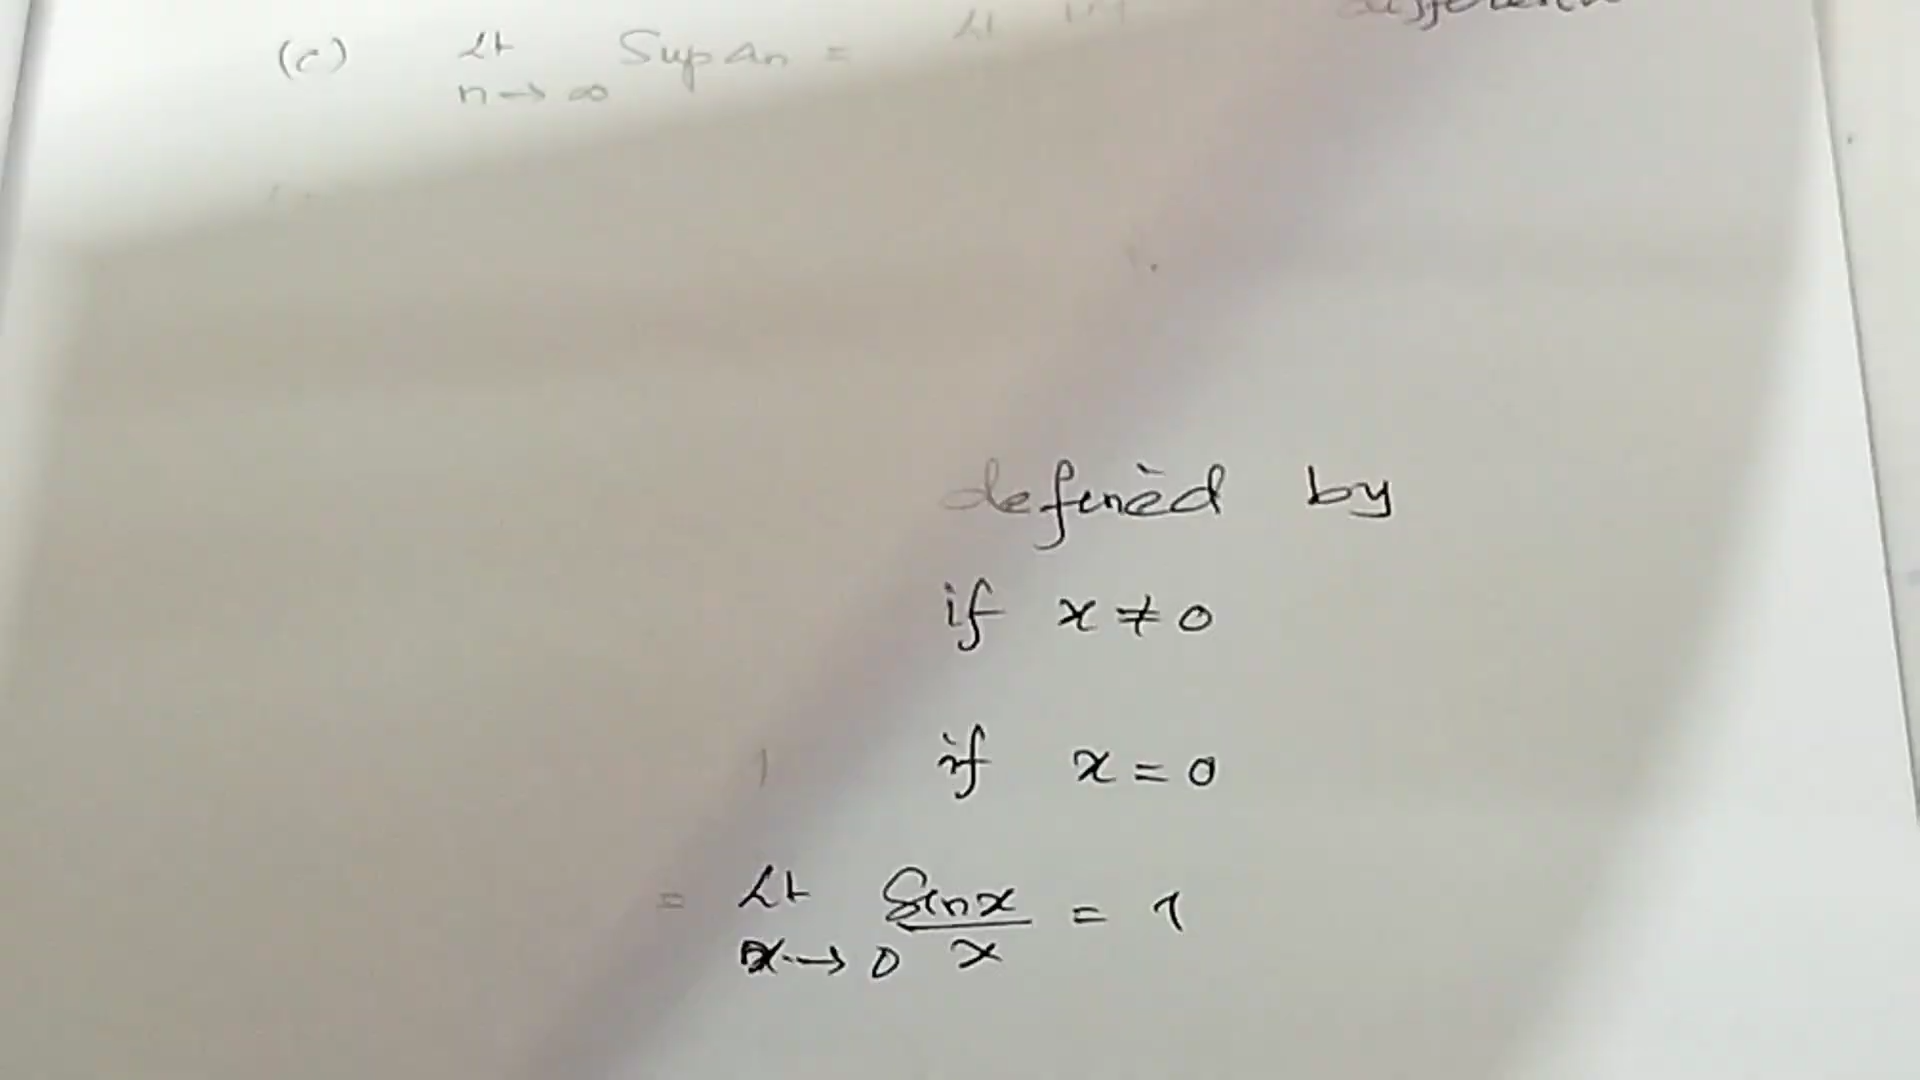 (c) Lt Sup an =
n→∞
defined by
if x ≠ 0
if x = 0
= Lt Sinx/x = 1
x→0